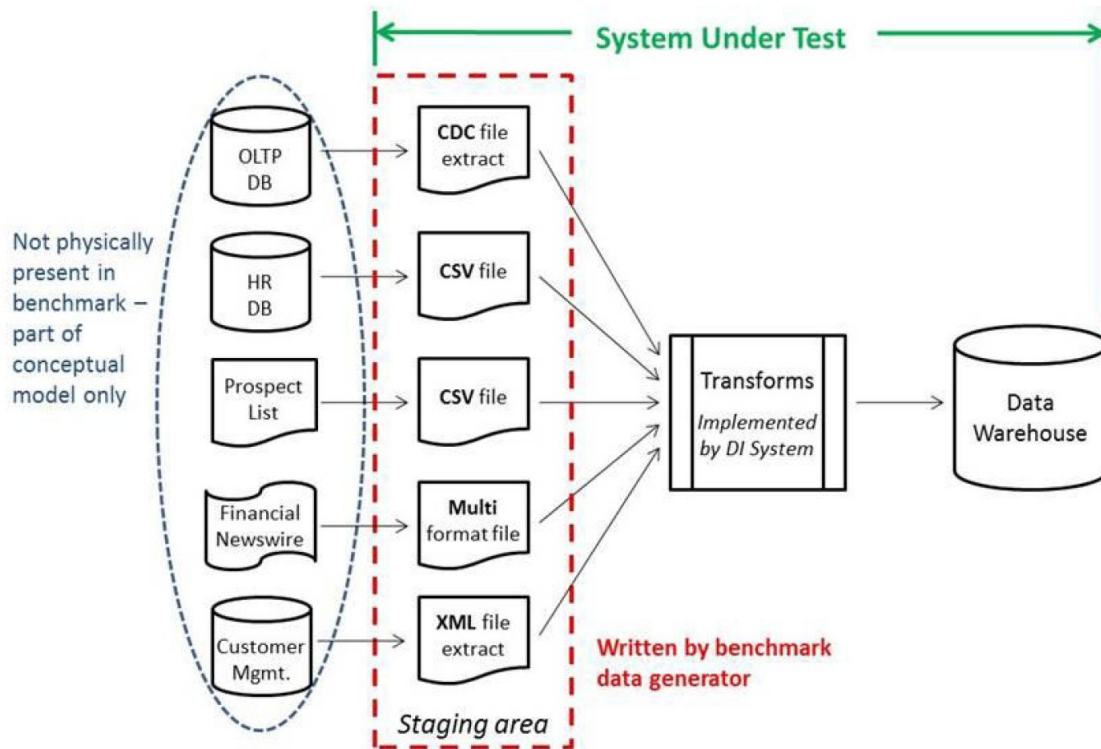 System Under Test
OLTP
DB
CDC file
extract
Not physically
present in
benchmark –
part of
conceptual
model only
HR
DB
CSV file
Prospect
List
CSV file
Transforms
Implemented
by DI System
Data
Warehouse
Financial
Newswire
Multi
format file
Customer
Mgmt.
XML file
extract
Written by benchmark
data generator
Staging area